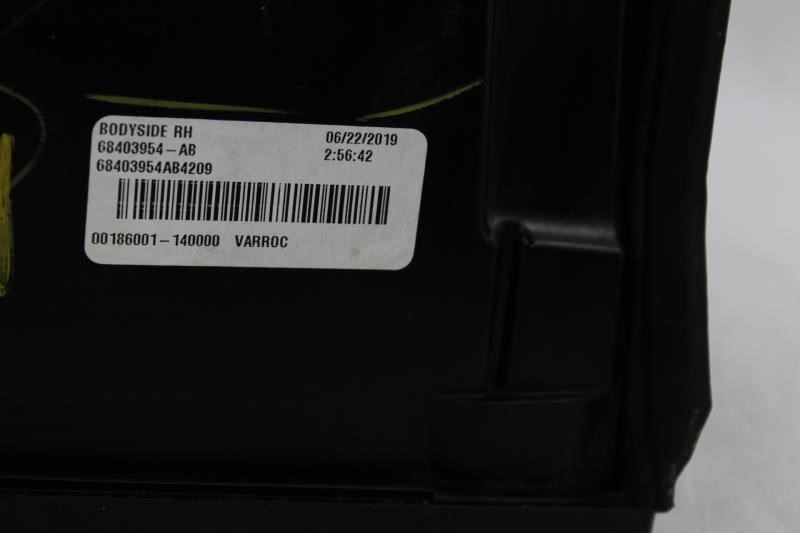 BODYSIDE RH 06/22/2019
68403954-AB 2:56:42
68403954AB4209
00186001-140000 VARROC